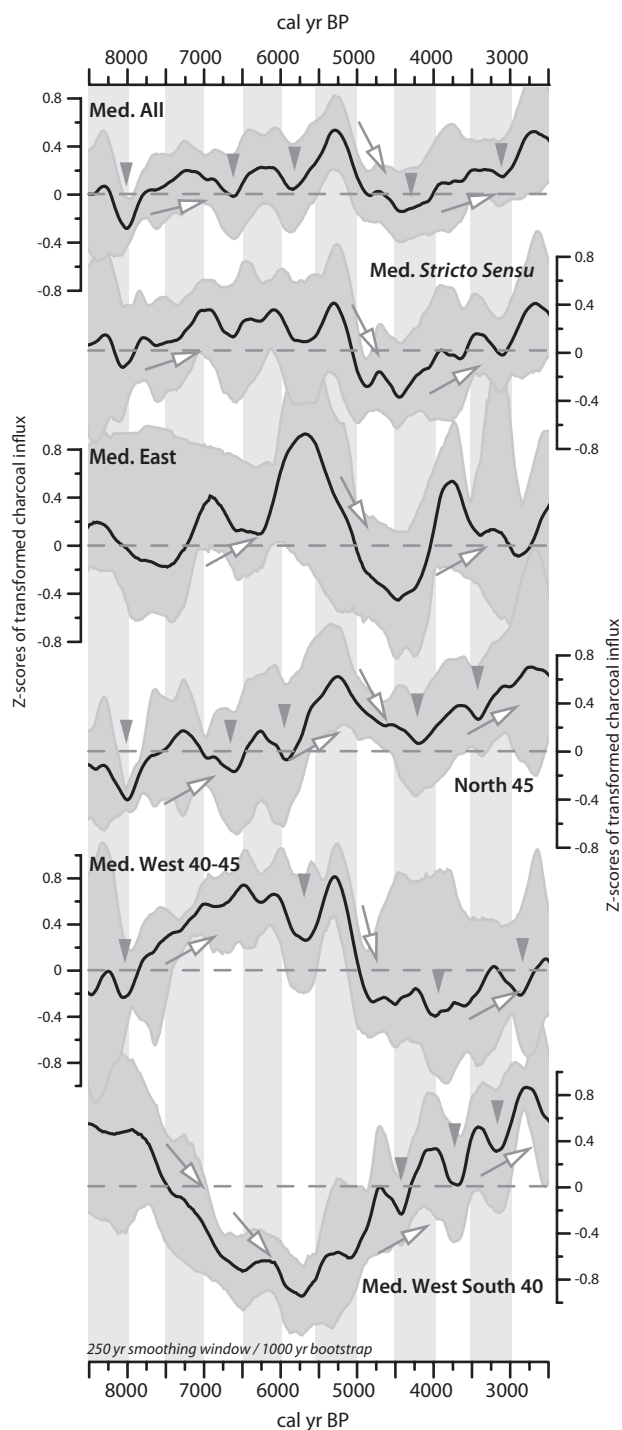 cal yr BP
8000 7000 6000 5000 4000 3000
Med. All
0.8
0.4
0
-0.4
-0.8
Med. Stricto Sensu
0.8
0.4
0
-0.4
-0.8
Med. East
0.8
0.4
0
-0.4
-0.8
Z-scores of transformed charcoal influx
North 45
0.8
0.4
0
-0.4
-0.8
Z-scores of transformed charcoal influx
Med. West 40-45
0.8
0.4
0
-0.4
-0.8
Med. West South 40
0.8
0.4
0
-0.4
-0.8
250 yr smoothing window / 1000 yr bootstrap
8000 7000 6000 5000 4000 3000
cal yr BP